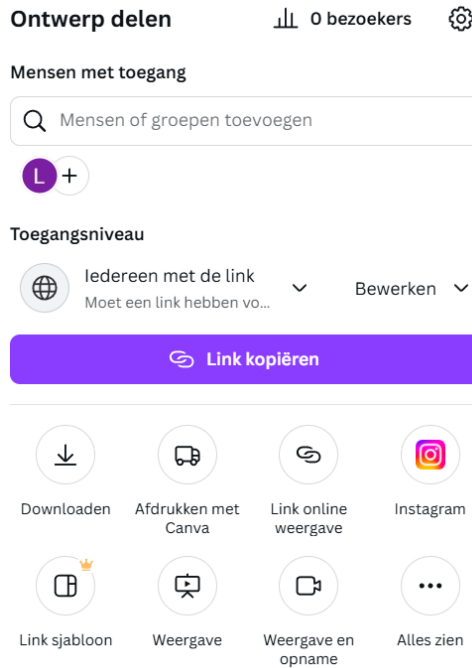 Ontwerp delen
0 bezoekers
Mensen met toegang
Mensen of groepen toevoegen
L
Toegangsniveau
Iedereen met de link
Bewerken
Moet een link hebben vo...
Link kopiëren
Downloaden
Afdrukken met
Canva
Link online
weergave
Instagram
Link sjabloon
Weergave
Weergave en
opname
Alles zien